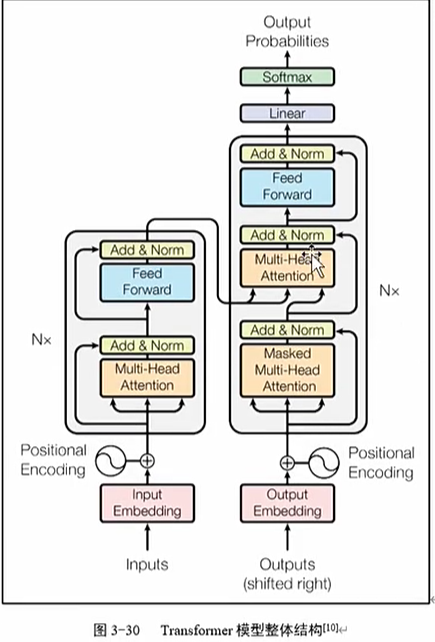 Output
Probabilities
Softmax
Linear
Add & Norm
Feed
Forward
Add & Norm
Multi-Head
Attention
Add & Norm
Masked
Multi-Head
Attention
Nx
Add & Norm
Feed
Forward
Add & Norm
Multi-Head
Attention
Nx
Positional
Encoding
Positional
Encoding
Input
Embedding
Output
Embedding
Inputs
Outputs
(shifted right)
图 3-30 Transformer 模型整体结构[10]